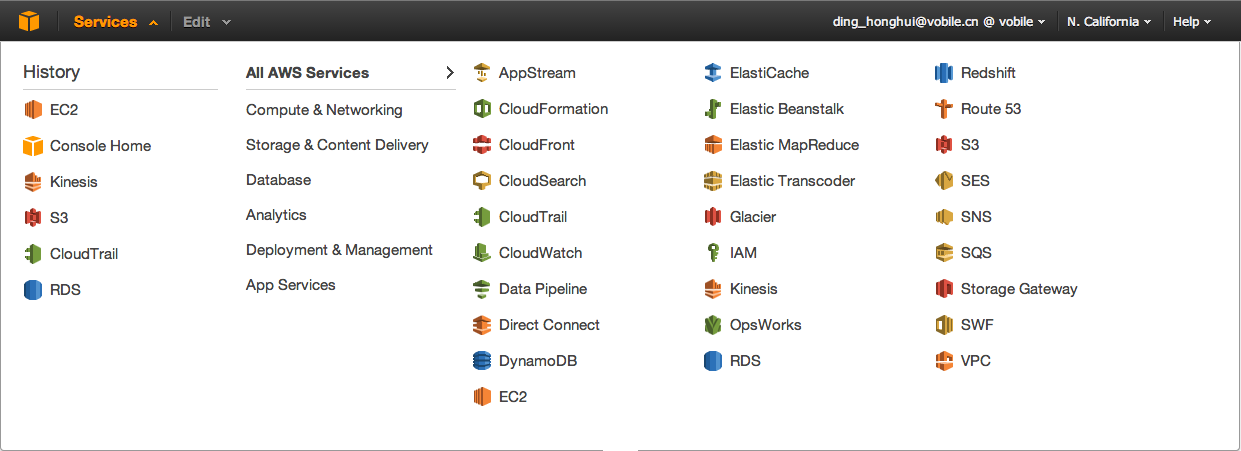 Services Edit ding_honghui@vobile.cn @ vobile N. California Help
History
EC2
Console Home
Kinesis
S3
CloudTrail
RDS
All AWS Services
Compute & Networking
Storage & Content Delivery
Database
Analytics
Deployment & Management
App Services
AppStream
CloudFormation
CloudFront
CloudSearch
CloudTrail
CloudWatch
Data Pipeline
Direct Connect
DynamoDB
EC2
ElastiCache
Elastic Beanstalk
Elastic MapReduce
Elastic Transcoder
Glacier
IAM
Kinesis
OpsWorks
RDS
Redshift
Route 53
S3
SES
SNS
SQS
Storage Gateway
SWF
VPC